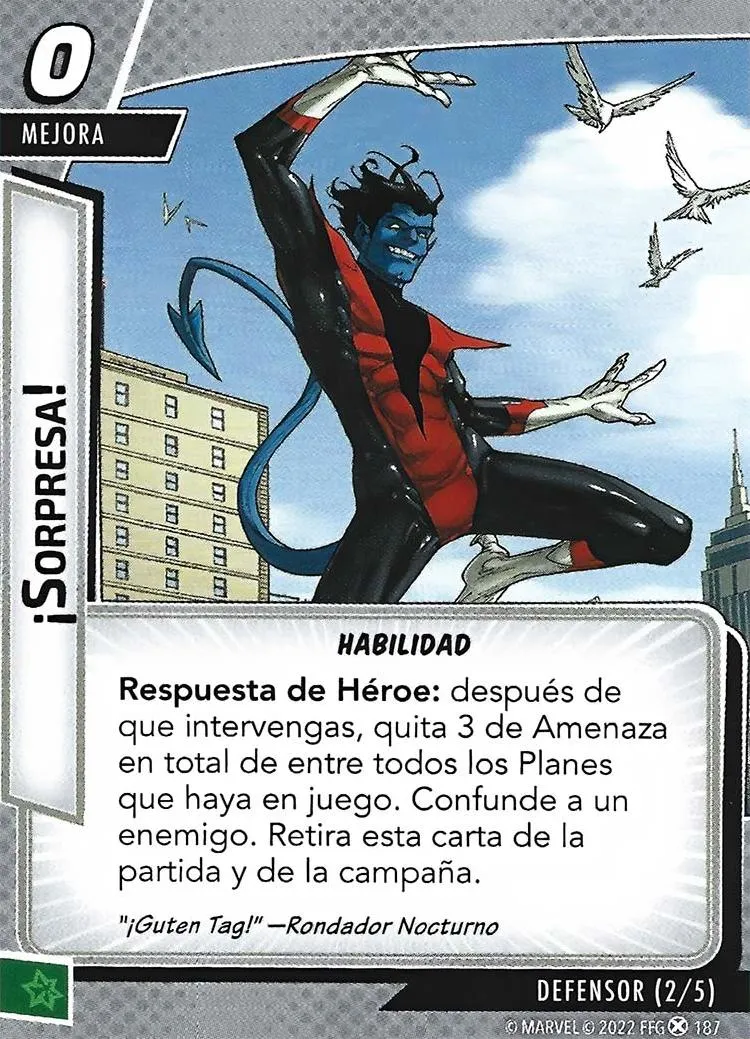 0
MEJORA
¡SORPRESA!
HABILIDAD
Respuesta de Héroe: después de
que intervengas, quita 3 de Amenaza
en total de entre todos los Planes
que haya en juego. Confunde a un
enemigo. Retira esta carta de la
partida y de la campaña.
"¡Guten Tag!" —Rondador Nocturno
DEFENSOR (2/5)
© MARVEL © 2022 FFG 187